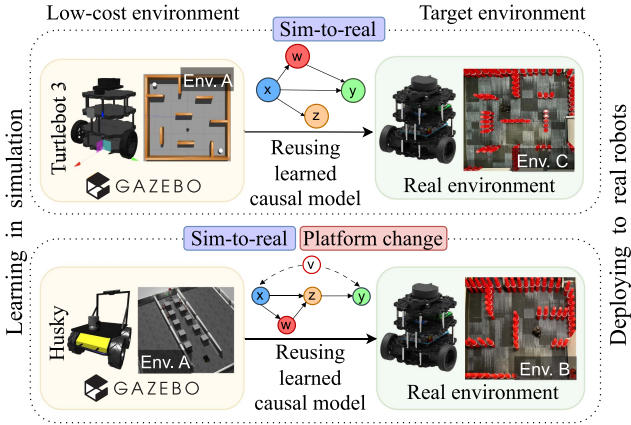 Low-cost environment
Target environment
Sim-to-real
Learning in simulation
Turtlebot 3
Env. A
GAZEBO
w
x
y
z
Reusing
learned
causal model
Env. C
Real environment
Deploying to real robots
Sim-to-real
Platform change
Husky
Env. A
GAZEBO
v
x
z
y
w
Reusing
learned
causal model
Env. B
Real environment